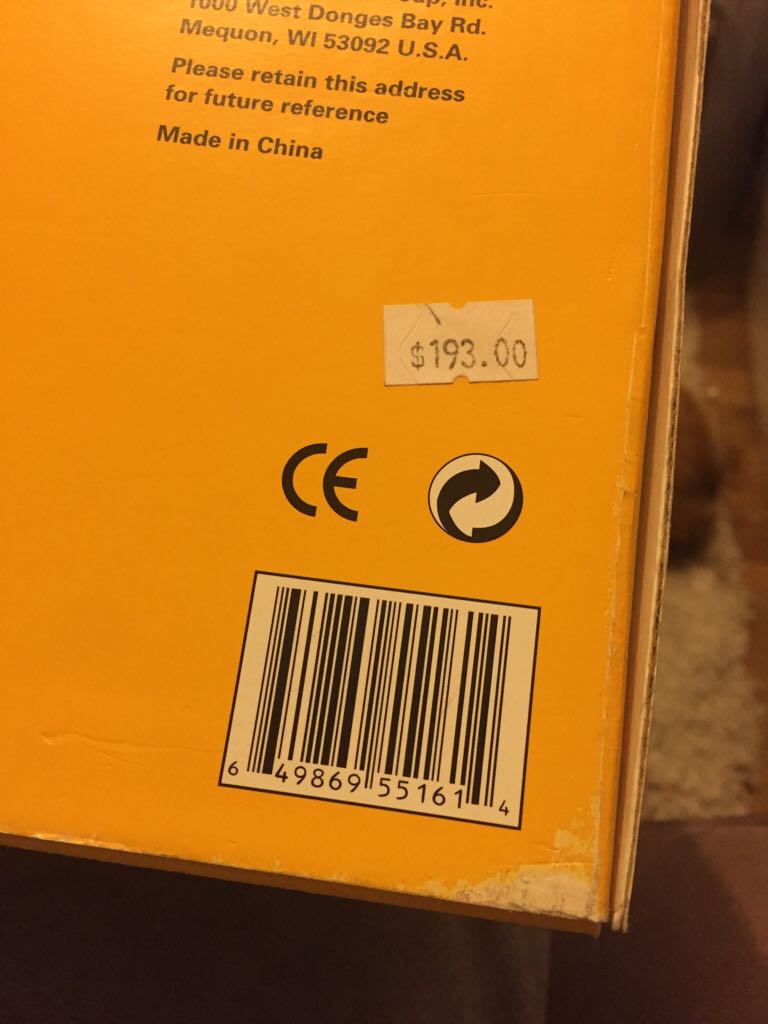 Inc.
1000 West Donges Bay Rd.
Mequon, WI 53092 U.S.A.
Please retain this address
for future reference
Made in China
$193.00
CE
6 49869 55161 4